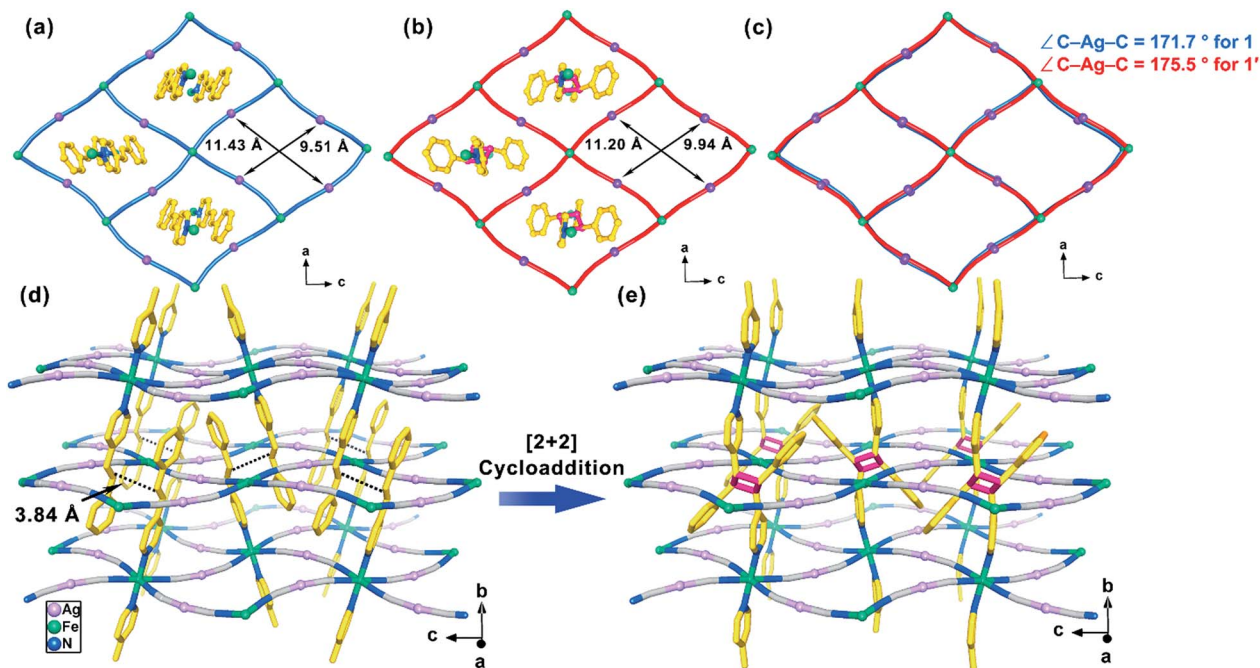 (a)
11.43 Å
9.51 Å
a
c
(b)
11.20 Å
9.94 Å
a
c
(c)
∠C–Ag–C = 171.7 ° for 1
∠C–Ag–C = 175.5 ° for 1′
a
c
(d)
3.84 Å
Ag
Fe
N
b
c
a
[2+2]
Cycloaddition
(e)
b
c
a